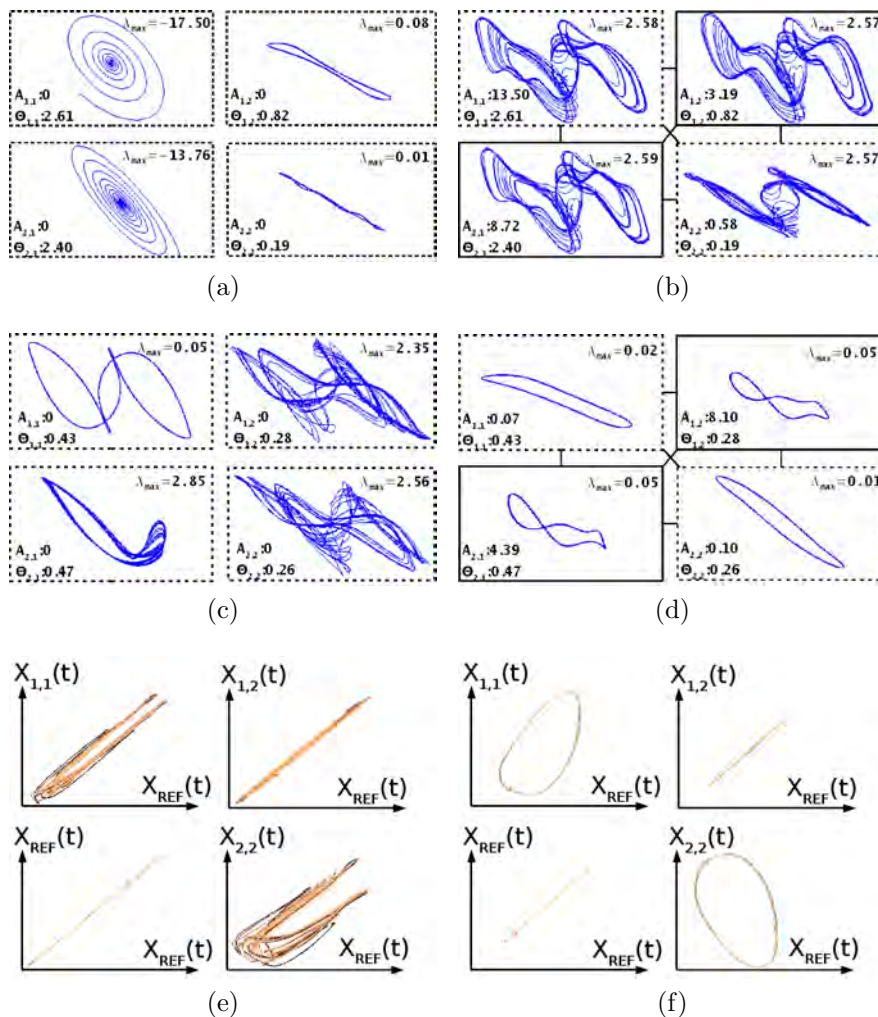 λmax=-17.50
A1,1:0
Θ1,1:2.61
λmax=0.08
A1,2:0
Θ1,2:0.82
λmax=-13.76
A2,1:0
Θ2,1:2.40
λmax=0.01
A2,2:0
Θ2,2:0.19
(a)
λmax=2.58
A1,1:13.50
Θ1,1:2.61
λmax=2.57
A1,2:3.19
Θ1,2:0.82
λmax=2.59
A2,1:8.72
Θ2,1:2.40
λmax=2.57
A2,2:0.58
Θ2,2:0.19
(b)
λmax=0.05
A1,1:0
Θ1,1:0.43
λmax=2.35
A1,2:0
Θ1,2:0.28
λmax=2.85
A2,1:0
Θ2,1:0.47
λmax=2.56
A2,2:0
Θ2,2:0.26
(c)
λmax=0.02
A1,1:0.07
Θ1,1:0.43
λmax=0.05
A1,2:8.10
Θ1,2:0.28
λmax=0.05
A2,1:4.39
Θ2,1:0.47
λmax=0.01
A2,2:0.10
Θ2,2:0.26
(d)
X1,1(t)
XREF(t)
X1,2(t)
XREF(t)
XREF(t)
XREF(t)
X2,2(t)
XREF(t)
(e)
X1,1(t)
XREF(t)
X1,2(t)
XREF(t)
XREF(t)
XREF(t)
X2,2(t)
XREF(t)
(f)